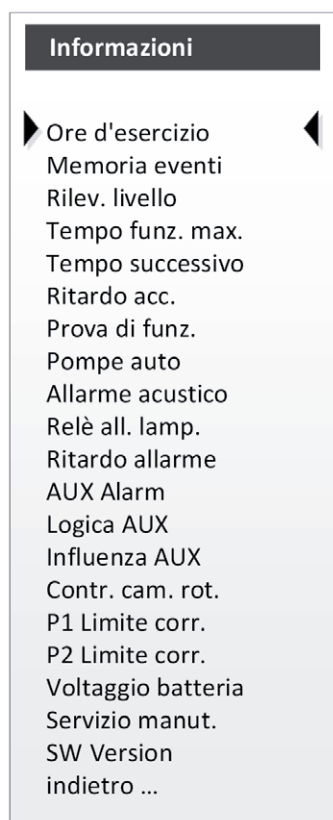 Informazioni
Ore d'esercizio
Memoria eventi
Rilev. livello
Tempo funz. max.
Tempo successivo
Ritardo acc.
Prova di funz.
Pompe auto
Allarme acustico
Relè all. lamp.
Ritardo allarme
AUX Alarm
Logica AUX
Influenza AUX
Contr. cam. rot.
P1 Limite corr.
P2 Limite corr.
Voltaggio batteria
Servizio manut.
SW Version
indietro ...